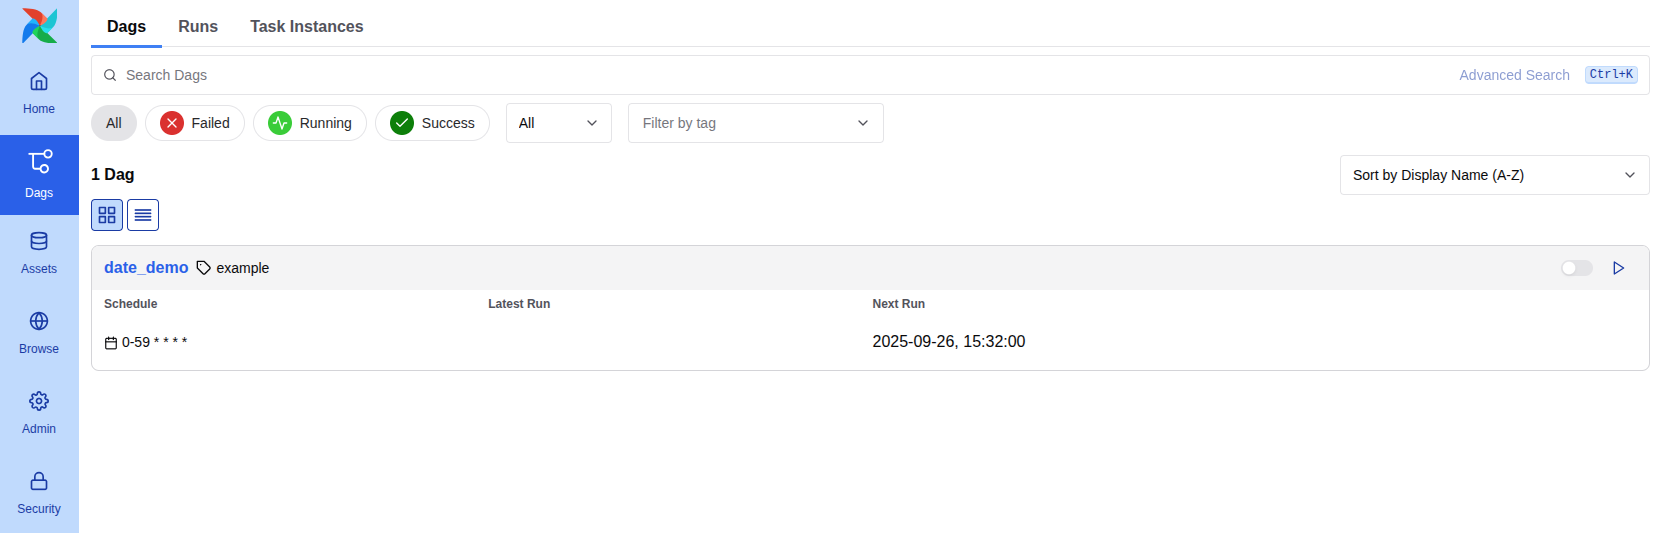 Dags Runs Task Instances
Search Dags Advanced Search Ctrl+K
All Failed Running Success All Filter by tag
1 Dag Sort by Display Name (A-Z)
date_demo example
Schedule Latest Run Next Run
0-59 * * * * 2025-09-26, 15:32:00
Home
Dags
Assets
Browse
Admin
Security